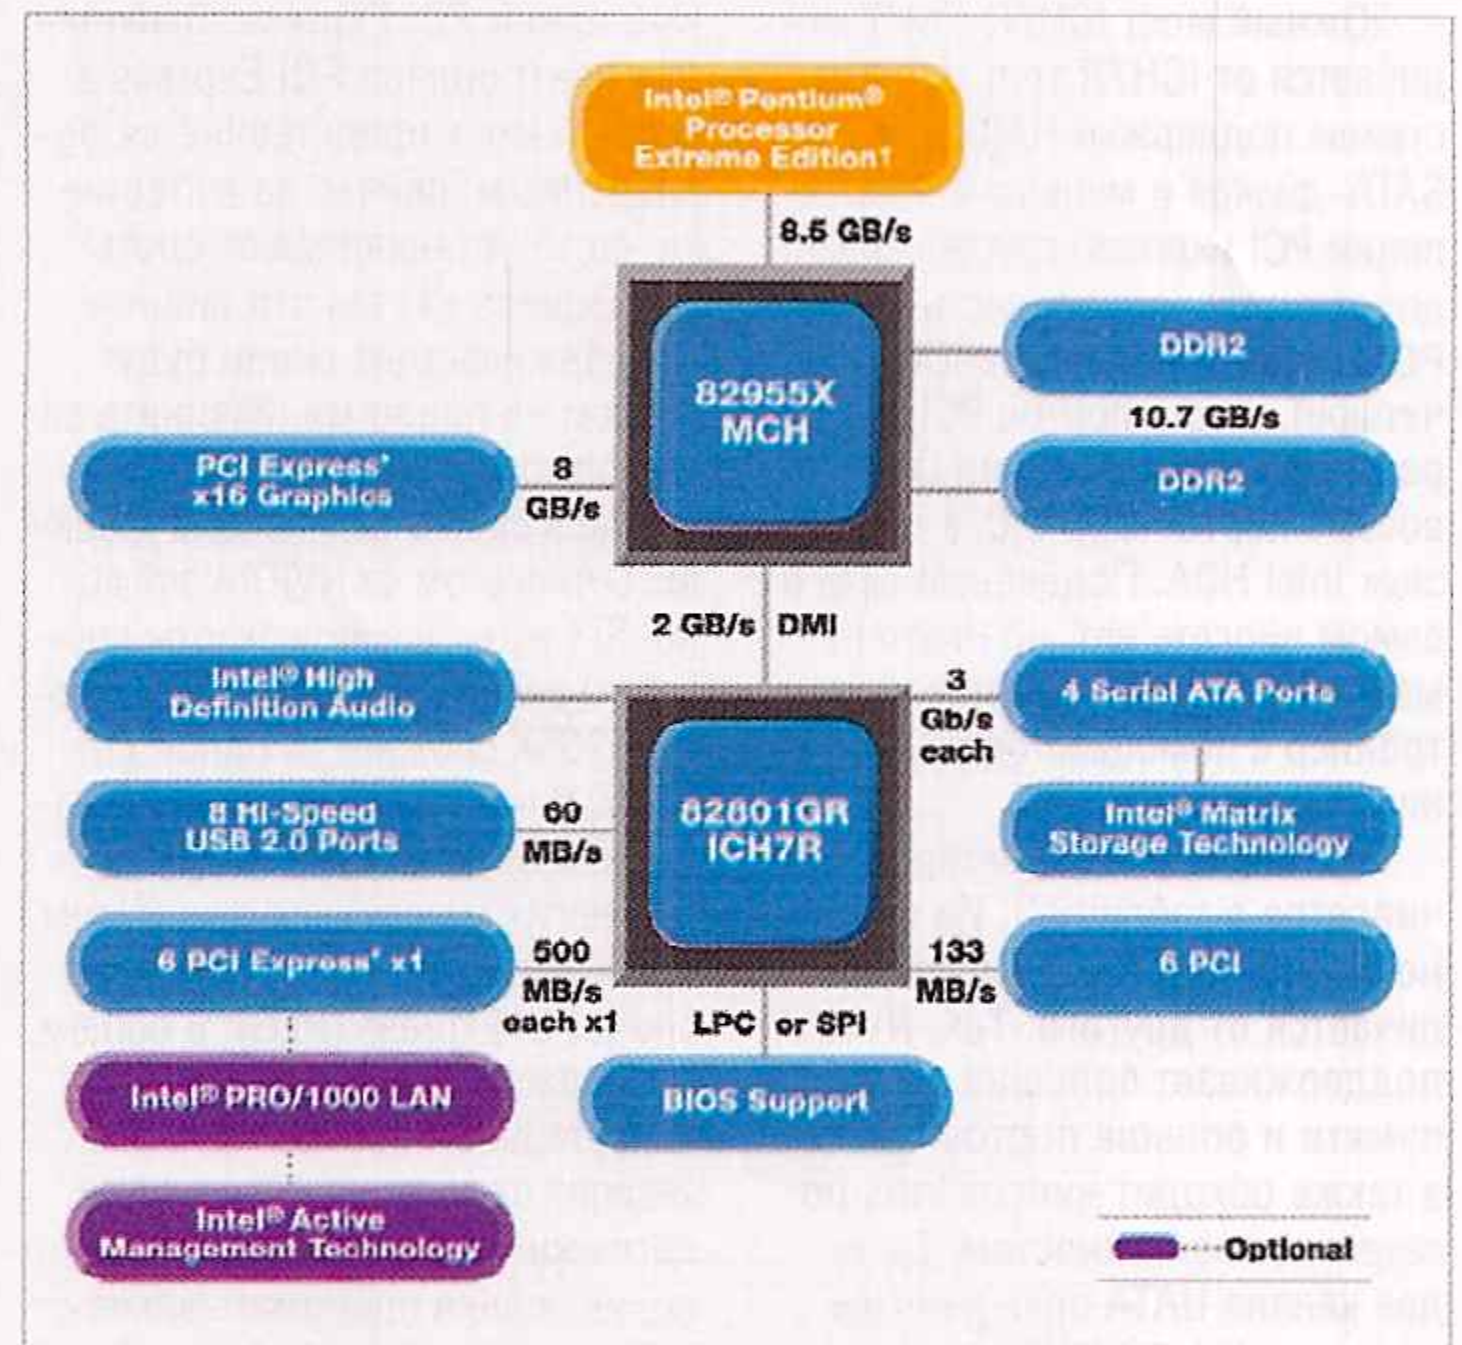 Intel® Pentium®
Processor
Extreme Edition†
8.5 GB/s
82955X
MCH
DDR2
10.7 GB/s
DDR2
PCI Express*
x16 Graphics
8
GB/s
2 GB/s DMI
Intel® High
Definition Audio
3
Gb/s
each
4 Serial ATA Ports
8 Hi-Speed
USB 2.0 Ports
60
MB/s
82801GR
ICH7R
Intel® Matrix
Storage Technology
6 PCI Express* x1
500
MB/s
each x1
133
MB/s
6 PCI
LPC or SPI
Intel® PRO/1000 LAN
BIOS Support
Intel® Active
Management Technology
Optional